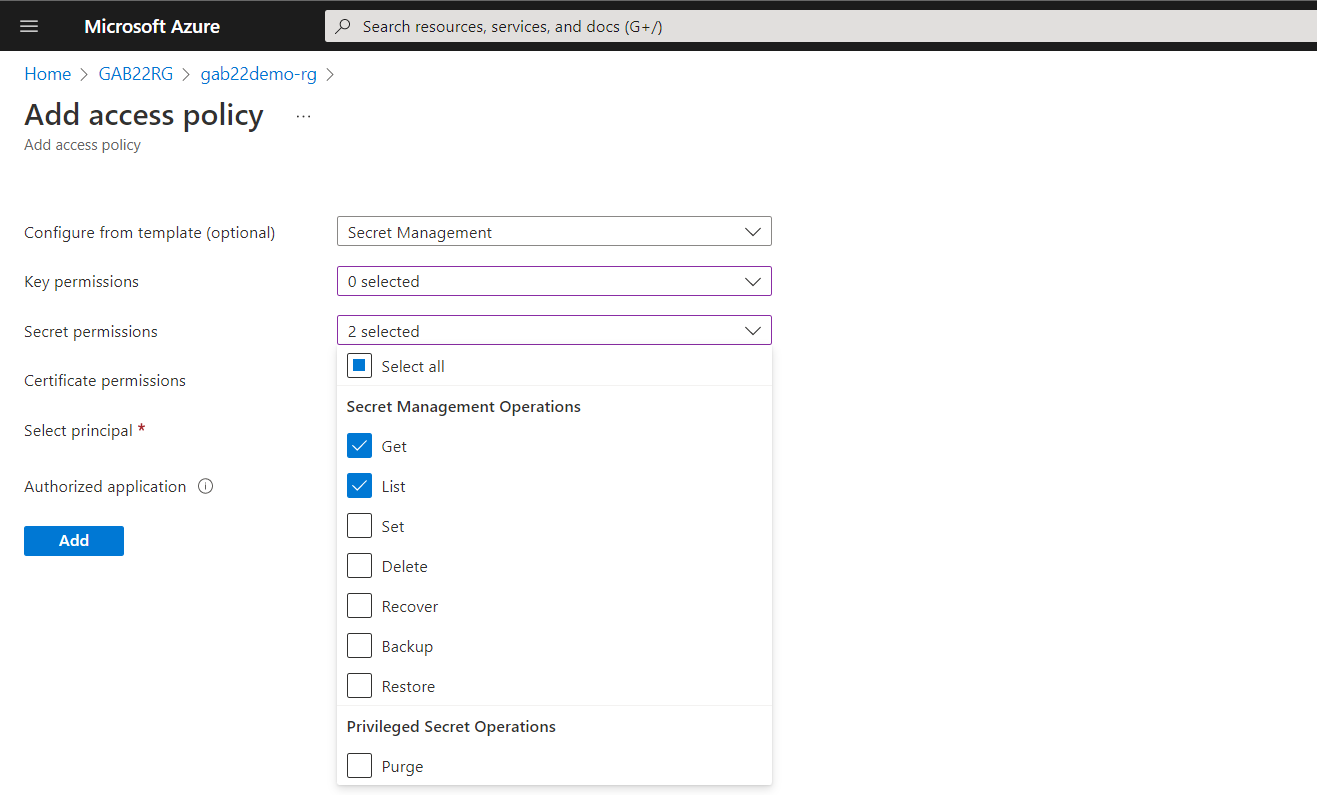 Microsoft Azure
Search resources, services, and docs (G+/)
Home > GAB22RG > gab22demo-rg >
Add access policy ...
Add access policy
Configure from template (optional)
Secret Management
Key permissions
0 selected
Secret permissions
2 selected
Select all
Certificate permissions
Secret Management Operations
Select principal *
Get
Authorized application
List
Set
Add
Delete
Recover
Backup
Restore
Privileged Secret Operations
Purge